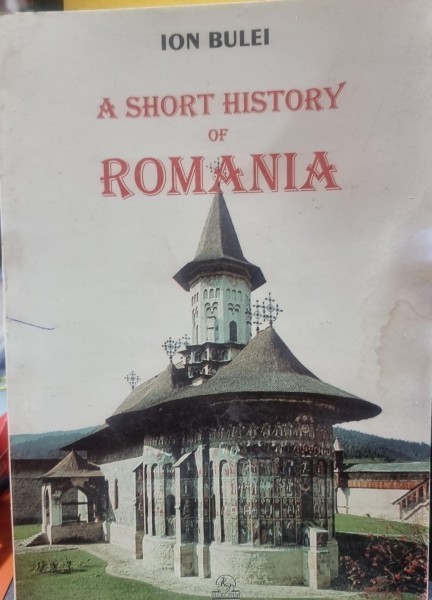 ION BULEI
A SHORT HISTORY
OF
ROMANIA